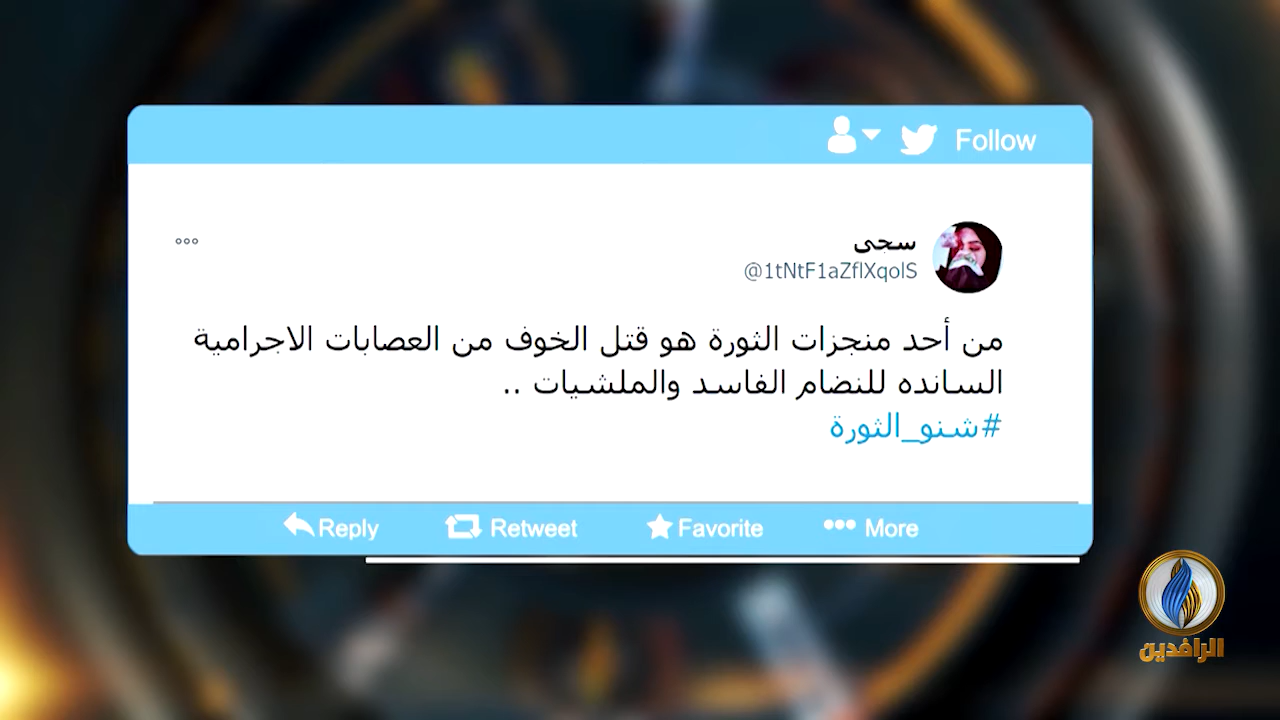 Follow
سجى
@1tNtF1aZflXqolS
من أحد منجزات الثورة هو قتل الخوف من العصابات الاجرامية
السانده للنضام الفاسد والملشيات ..
#شنو_الثورة
Reply Retweet Favorite More
الرافدين